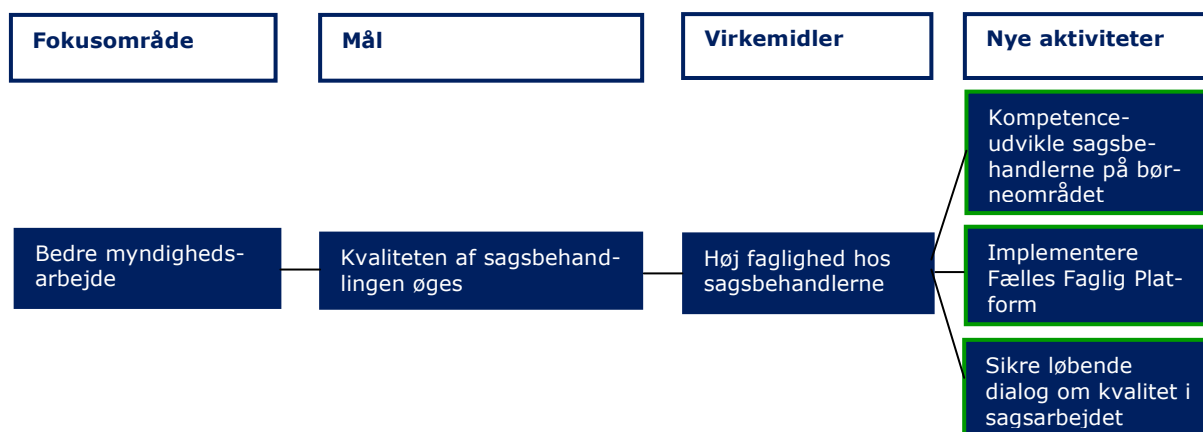 Fokusområde
Mål
Virkemidler
Nye aktiviteter
Bedre myndigheds-
arbejde
Kvaliteten af sagsbehand-
lingen øges
Høj faglighed hos
sagsbehandlerne
Kompetence-
udvikle sagsbe-
handlerne på bør-
neområdet
Implementere
Fælles Faglig Plat-
form
Sikre løbende
dialog om kvalitet i
sagsarbejdet